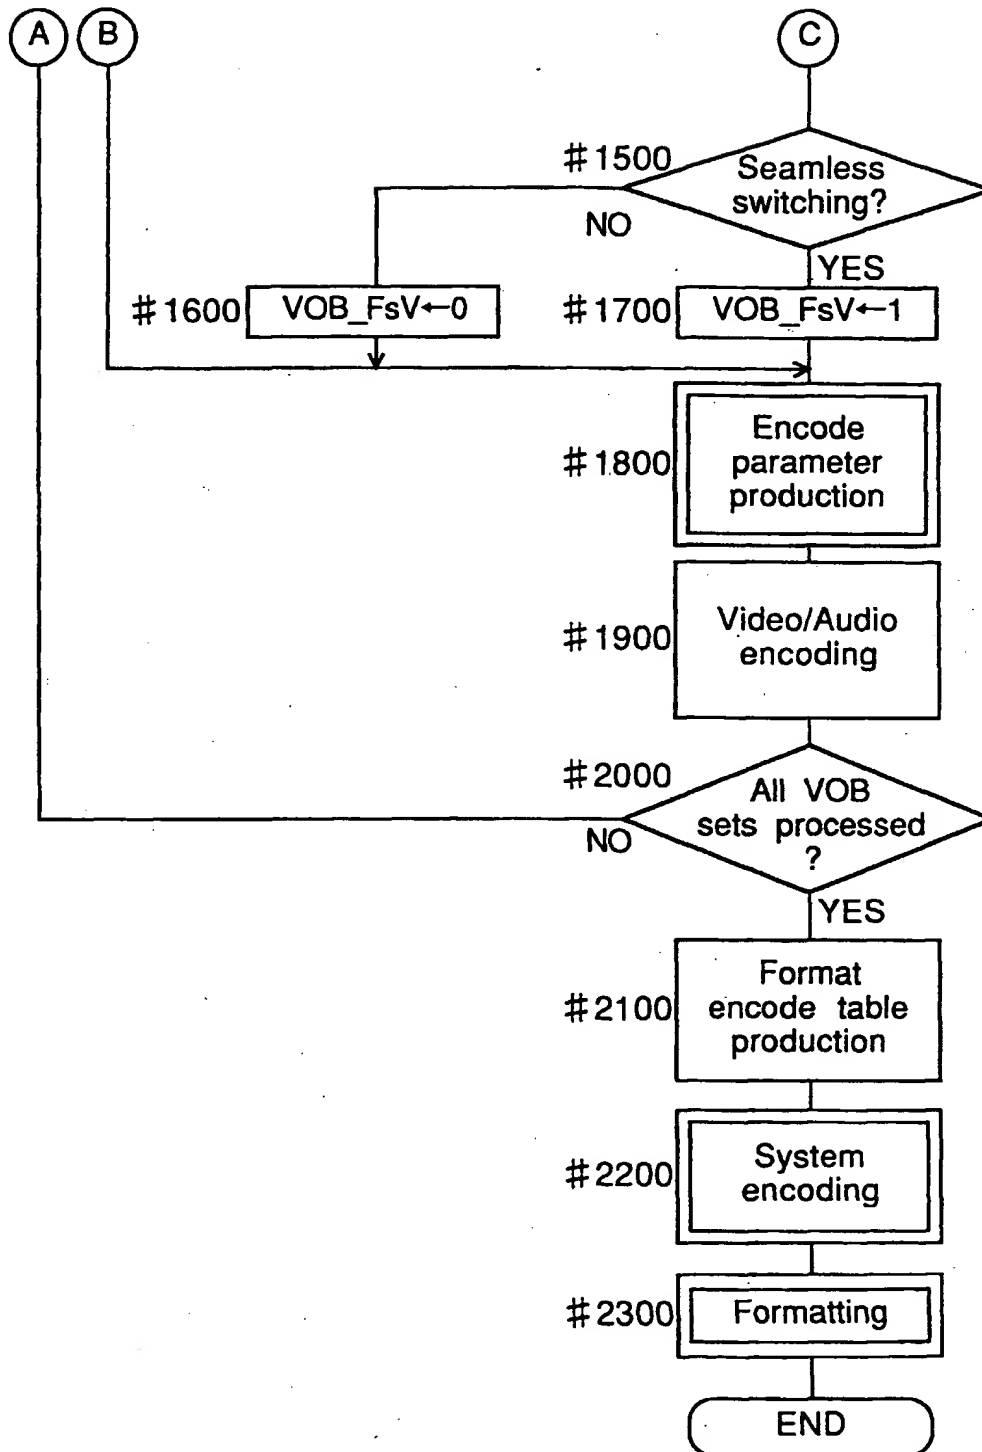 A B C
#1500 Seamless
switching?
NO
YES
#1600 VOB_FsV←0 #1700 VOB_FsV←1
Encode
#1800 parameter
production
#1900 Video/Audio
encoding
#2000 All VOB
sets processed
NO ?
YES
Format
#2100 encode table
production
#2200 System
encoding
#2300 Formatting
END